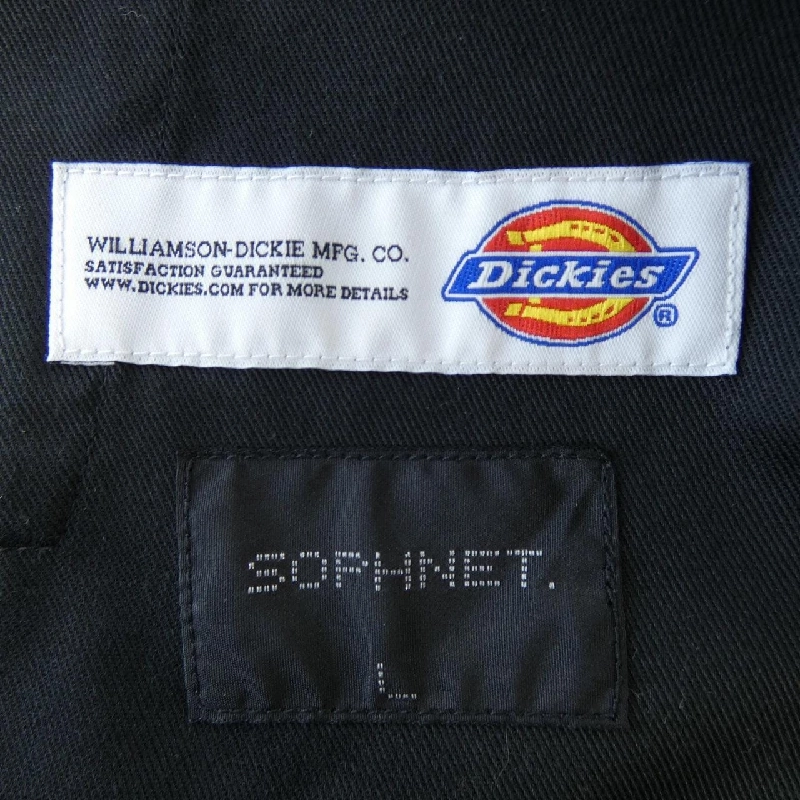 WILLIAMSON-DICKIE MFG. CO.
SATISFACTION GUARANTEED
WWW.DICKIES.COM FOR MORE DETAILS
Dickies
®
SOPHNET.
L